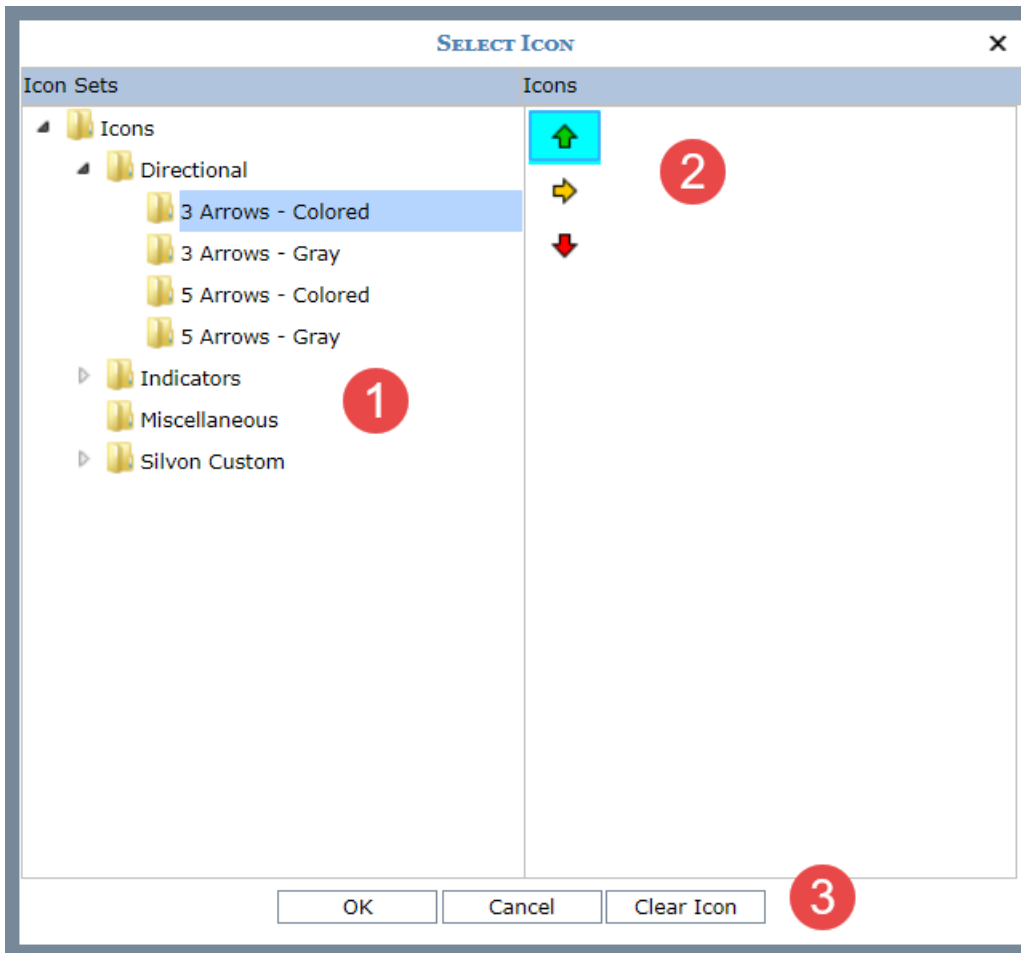 SELECT ICON
Icon Sets
Icons
Icons
Directional
3 Arrows - Colored
3 Arrows - Gray
5 Arrows - Colored
5 Arrows - Gray
Indicators
Miscellaneous
Silvon Custom
1
2
OK
Cancel
Clear Icon
3